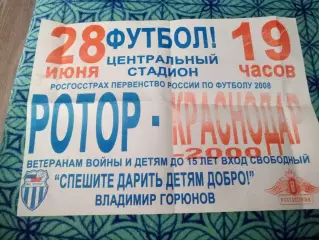 28 ФУТБОЛ! 19
ИЮНЯ ЦЕНТРАЛЬНЫЙ ЧАСОВ
СТАДИОН
РОСГОССТРАХ ПЕРВЕНСТВО РОССИИ ПО ФУТБОЛУ 2008
РОТОР - КРАСНОДАР
-2000
ВЕТЕРАНАМ ВОЙНЫ И ДЕТЯМ ДО 15 ЛЕТ ВХОД СВОБОДНЫЙ
"СПЕШИТЕ ДАРИТЬ ДЕТЯМ ДОБРО!"
ВЛАДИМИР ГОРЮНОВ